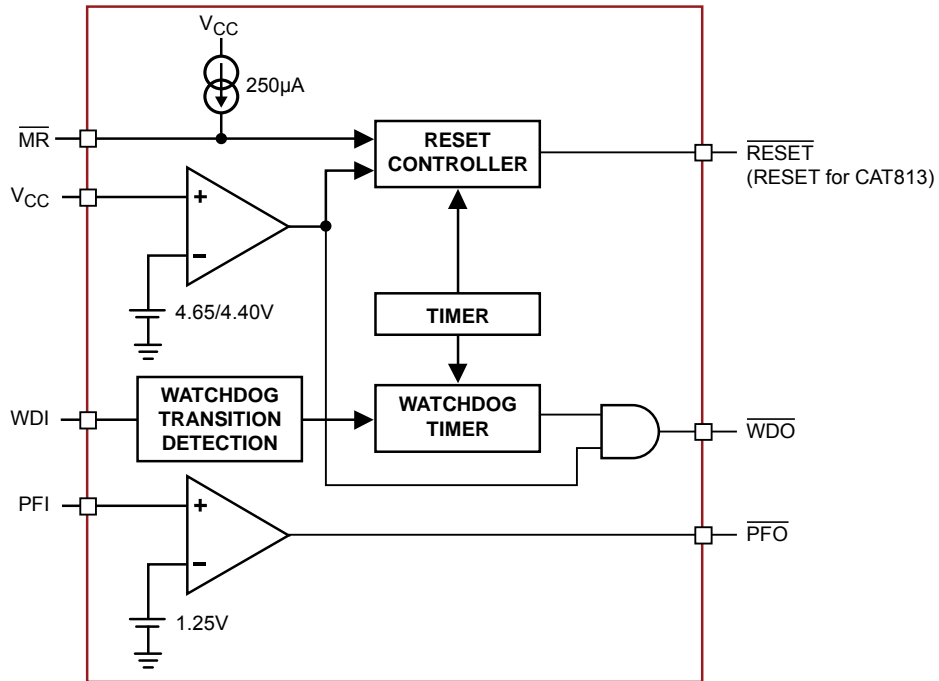 VCC
250µA
MR
RESET
CONTROLLER
RESET
(RESET for CAT813)
VCC
+
−
4.65/4.40V
TIMER
WDI
WATCHDOG
TRANSITION
DETECTION
WATCHDOG
TIMER
WDO
PFI
+
−
PFO
1.25V